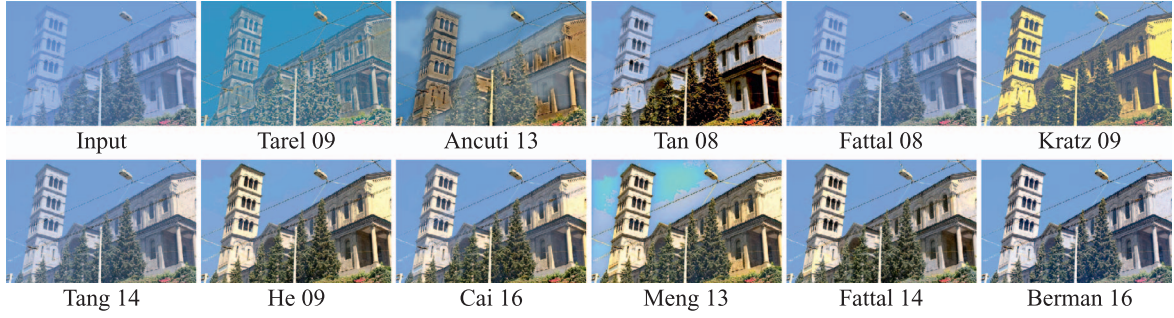 Input Tarel 09 Ancuti 13 Tan 08 Fattal 08 Kratz 09
Tang 14 He 09 Cai 16 Meng 13 Fattal 14 Berman 16